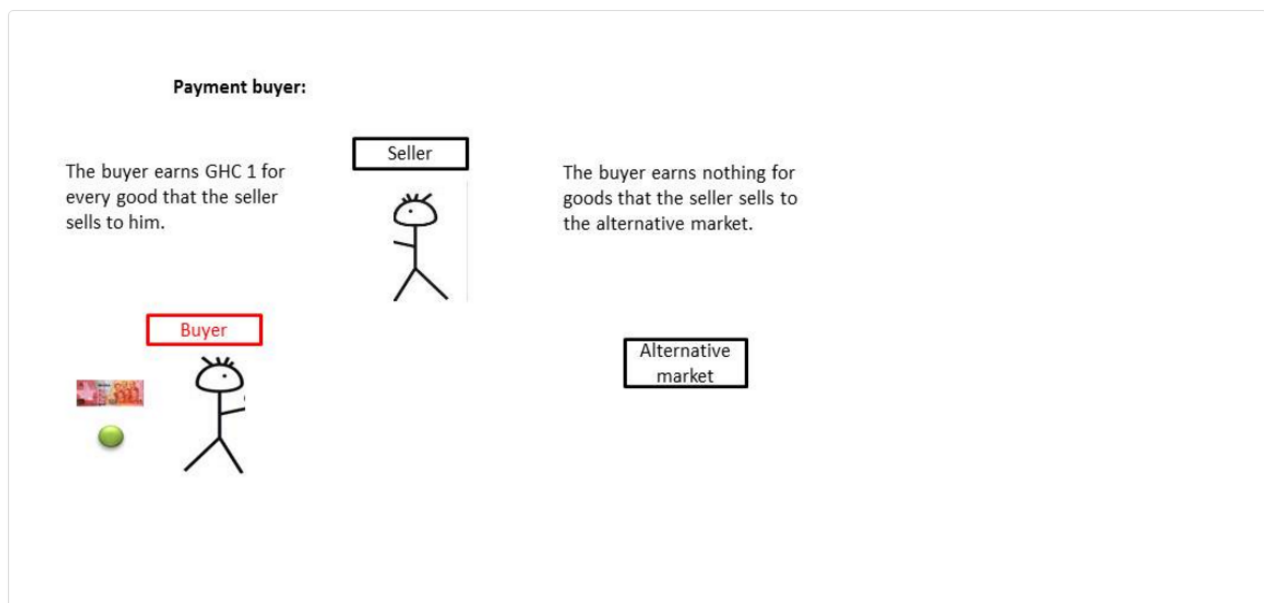 Payment buyer:
Seller
The buyer earns GHC 1 for
every good that the seller
sells to him.
The buyer earns nothing for
goods that the seller sells to
the alternative market.
Buyer
Alternative
market